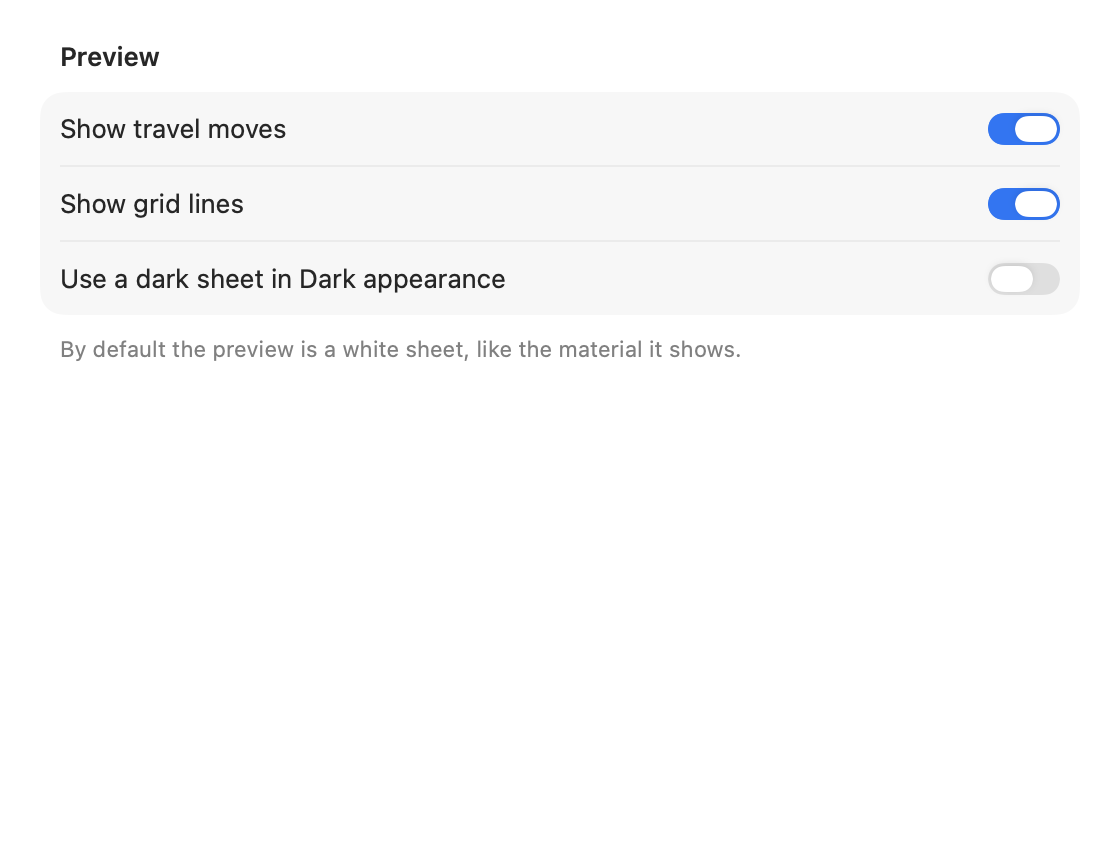 Preview
Show travel moves
Show grid lines
Use a dark sheet in Dark appearance
By default the preview is a white sheet, like the material it shows.